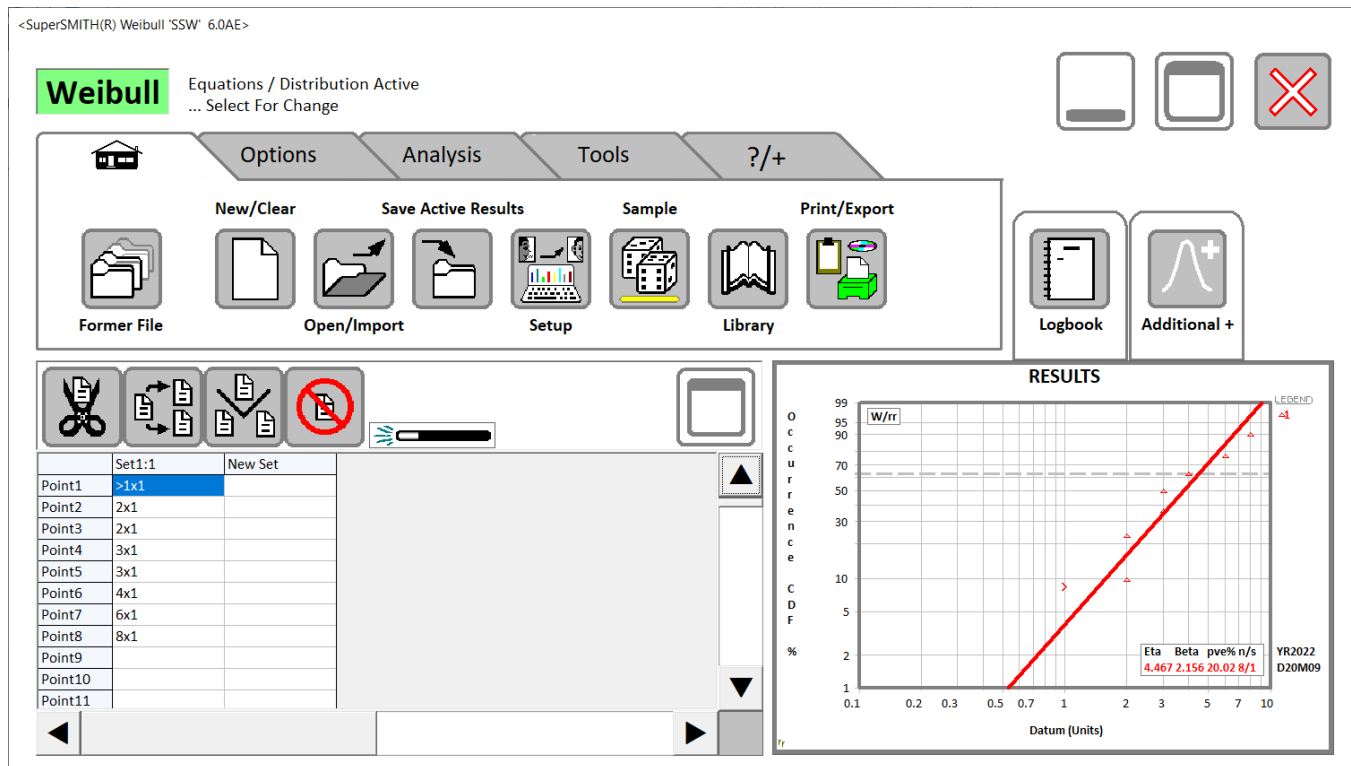 <SuperSMITH(R) Weibull 'SSW' 6.0AE>
Weibull
Equations / Distribution Active
... Select For Change
Options
Analysis
Tools
?/+
New/Clear
Save Active Results
Sample
Print/Export
Former File
Open/Import
Setup
Library
Logbook
Additional +
Set1:1 New Set
Point1 >1x1
Point2 2x1
Point3 2x1
Point4 3x1
Point5 3x1
Point6 4x1
Point7 6x1
Point8 8x1
Point9
Point10
Point11
RESULTS
Occurrence CDF %
99
95
90
70
50
30
10
5
2
1
W/rr
LEGEND
1
Eta Beta pve% n/s
4.467 2.156 20.02 8/1
YR2022
D20M09
0.1 0.2 0.3 0.5 0.7 1 2 3 5 7 10
Datum (Units)
rr